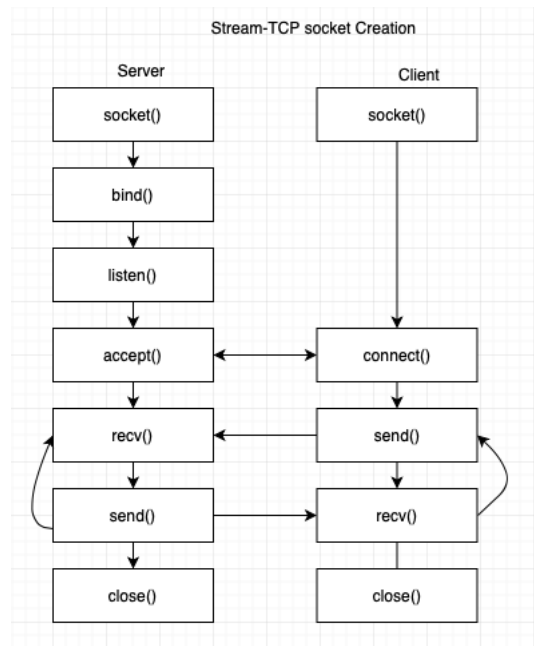 Stream-TCP socket Creation
Server
Client
socket()
socket()
bind()
listen()
accept()
connect()
recv()
send()
send()
recv()
close()
close()